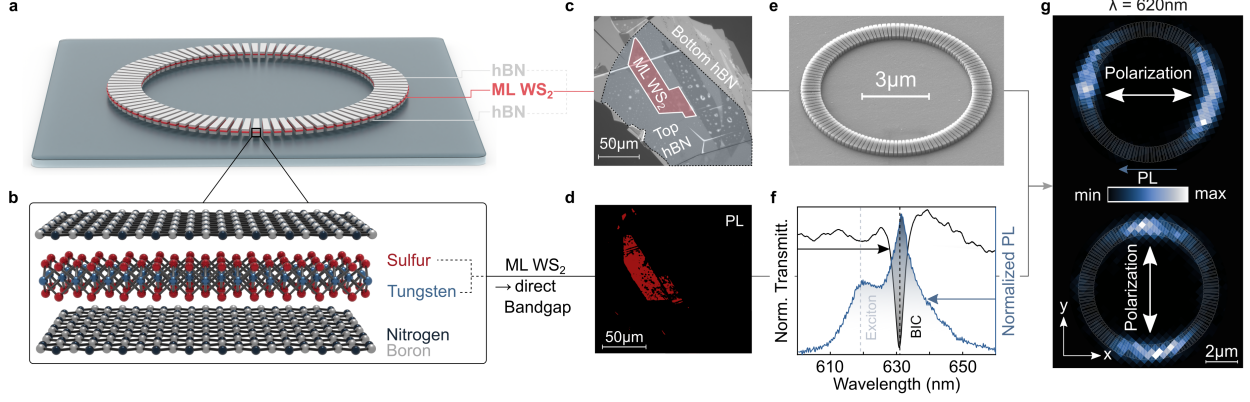 a
hBN
ML WS₂
hBN
b
Sulfur
Tungsten
Nitrogen
Boron
ML WS₂
→ direct
Bandgap
c
Bottom hBN
ML WS₂
Top
hBN
50µm
d
PL
50µm
e
3µm
f
Norm. Transmitt.
Exciton
BIC
Normalized PL
610
630
650
Wavelength (nm)
g
λ = 620nm
Polarization
PL
min
max
Polarization
y
x
2µm